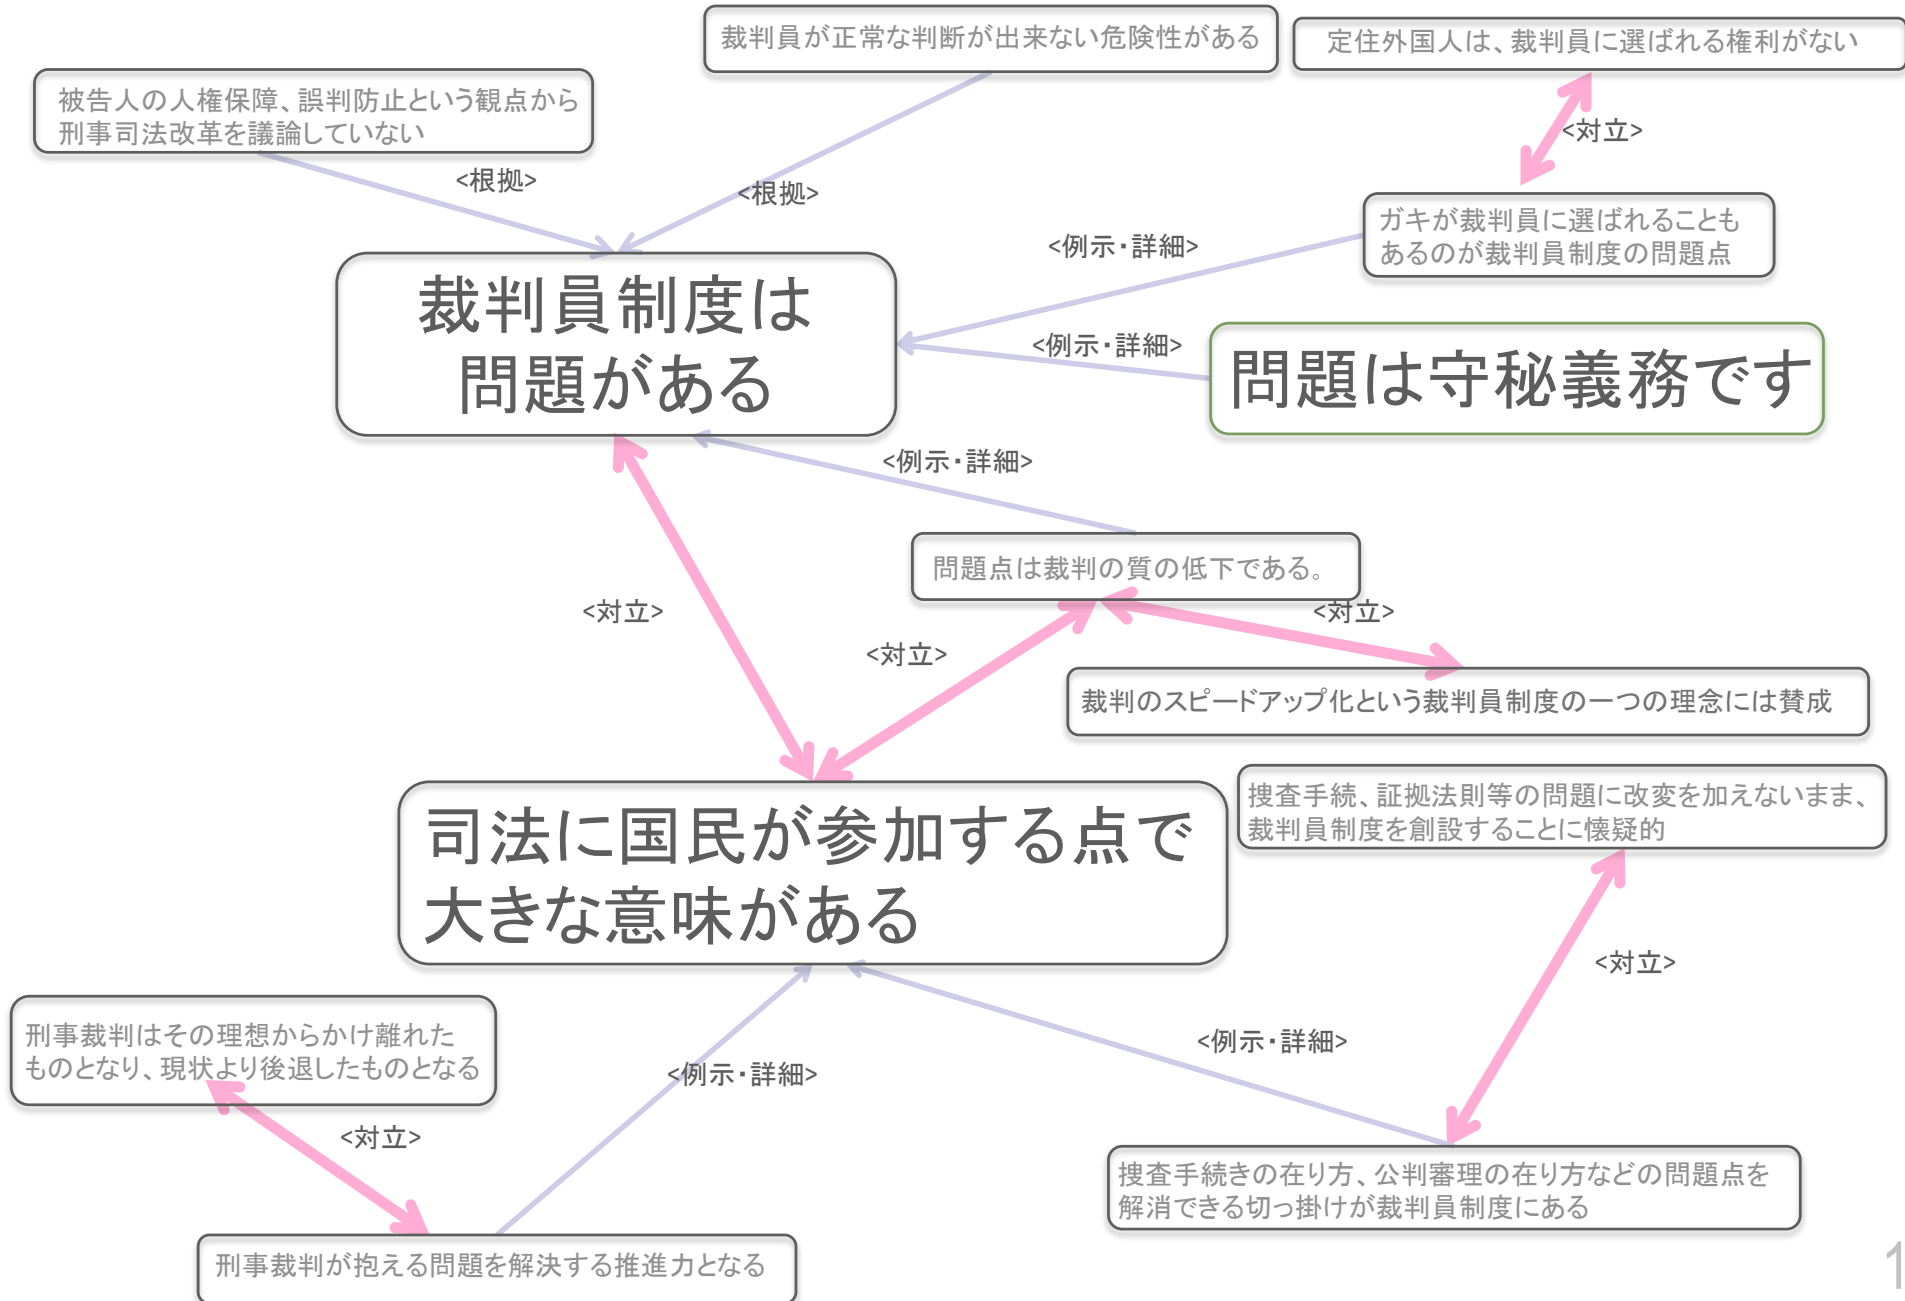 裁判員が正常な判断が出来ない危険性がある
定住外国人は、裁判員に選ばれる権利がない
被告人の人権保障、誤判防止という観点から
刑事司法改革を議論していない
<対立>
<根拠>
<根拠>
ガキが裁判員に選ばれることも
あるのが裁判員制度の問題点
<例示・詳細>
裁判員制度は
問題がある
<例示・詳細>
問題は守秘義務です
<例示・詳細>
問題点は裁判の質の低下である。
<対立>
<対立>
<対立>
裁判のスピードアップ化という裁判員制度の一つの理念には賛成
捜査手続、証拠法則等の問題に改変を加えないまま、
裁判員制度を創設することに懐疑的
司法に国民が参加する点で
大きな意味がある
<対立>
刑事裁判はその理想からかけ離れた
ものとなり、現状より後退したものとなる
<例示・詳細>
<例示・詳細>
<対立>
捜査手続きの在り方、公判審理の在り方などの問題点を
解消できる切っ掛けが裁判員制度にある
刑事裁判が抱える問題を解決する推進力となる
1